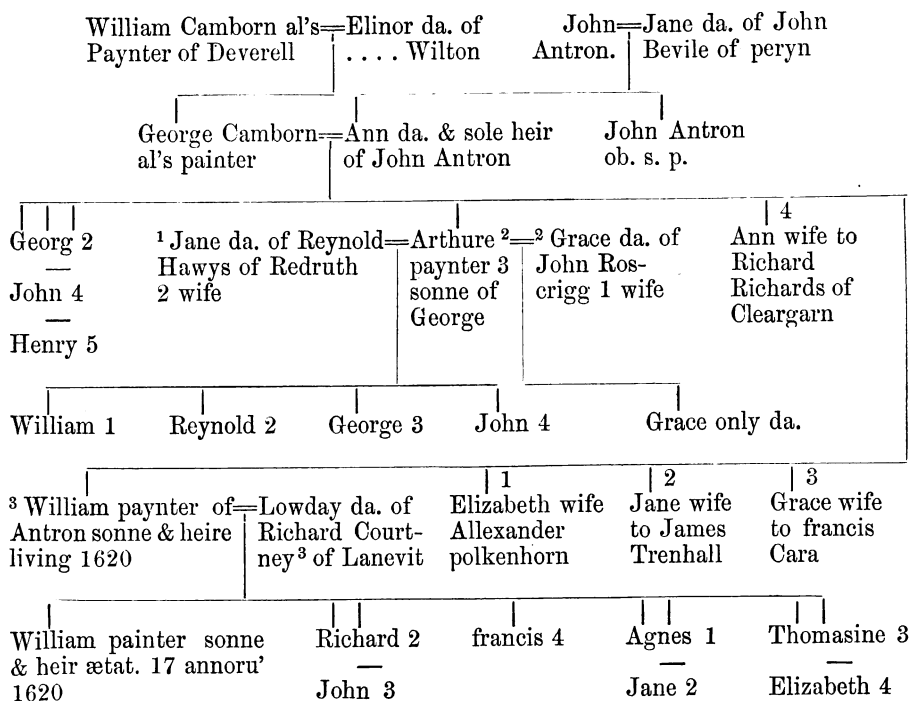 William Camborn al's=Elinor da. of
Paynter of Deverell .... Wilton
John=Jane da. of John
Antron. Bevile of peryn
George Camborn=Ann da. & sole heir
al's painter of John Antron
John Antron
ob. s. p.
Georg 2
—
John 4
—
Henry 5
¹ Jane da. of Reynold=Arthure ²=² Grace da. of
Hawys of Redruth paynter 3 John Ros-
2 wife sonne of crigg 1 wife
George
4
Ann wife to
Richard
Richards of
Cleargarn
William 1 Reynold 2 George 3 John 4 Grace only da.
³ William paynter of=Lowday da. of
Antron sonne & heire Richard Court-
living 1620 ney³ of Lanevit
1
Elizabeth wife
Allexander
polkenhorn
2
Jane wife
to James
Trenhall
3
Grace wife
to francis
Cara
William painter sonne
& heir ætat. 17 annoru'
1620
Richard 2
—
John 3
francis 4
Agnes 1
—
Jane 2
Thomasine 3
—
Elizabeth 4